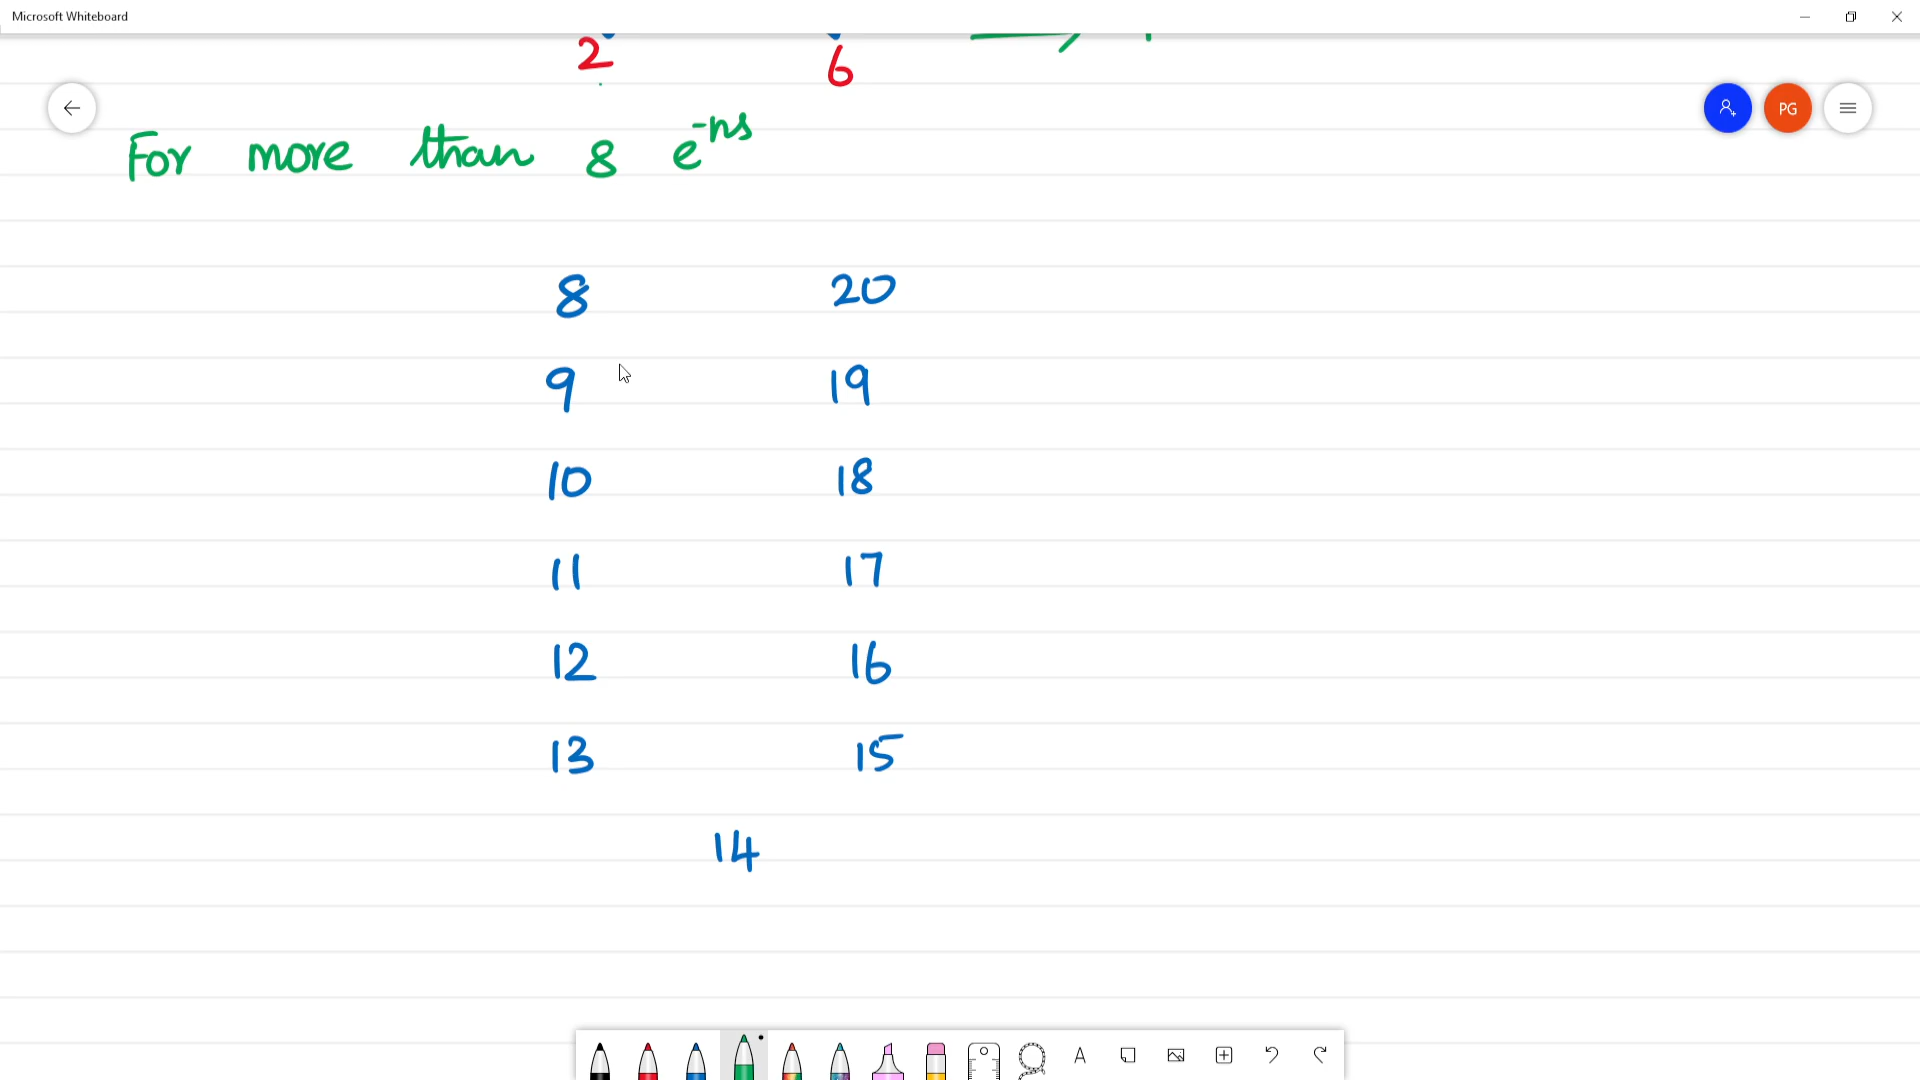 Microsoft Whiteboard
2 6
PG
For more than 8 e-ns
8 20
9 19
10 18
11 17
12 16
13 15
14
A